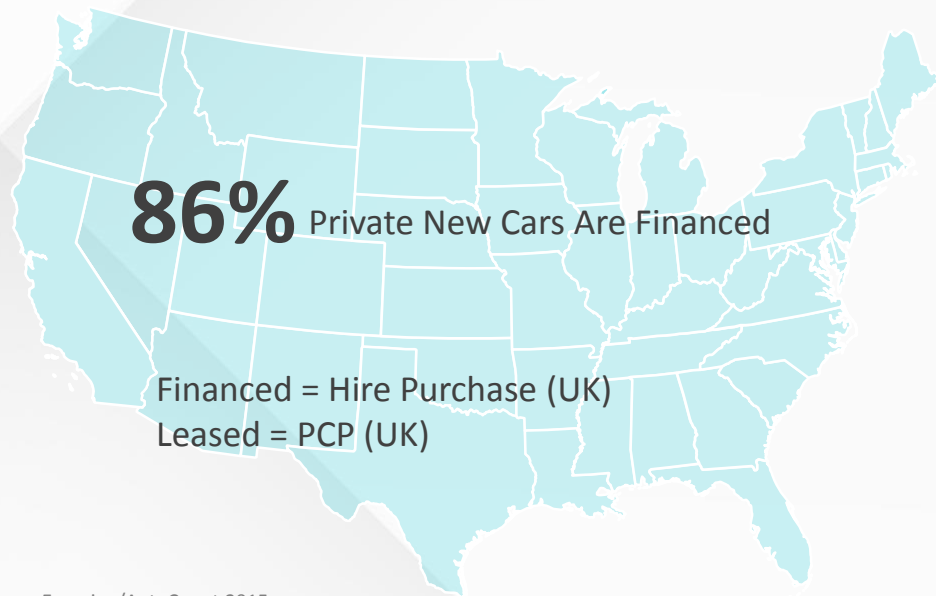 86% Private New Cars Are Financed
Financed = Hire Purchase (UK)
Leased = PCP (UK)